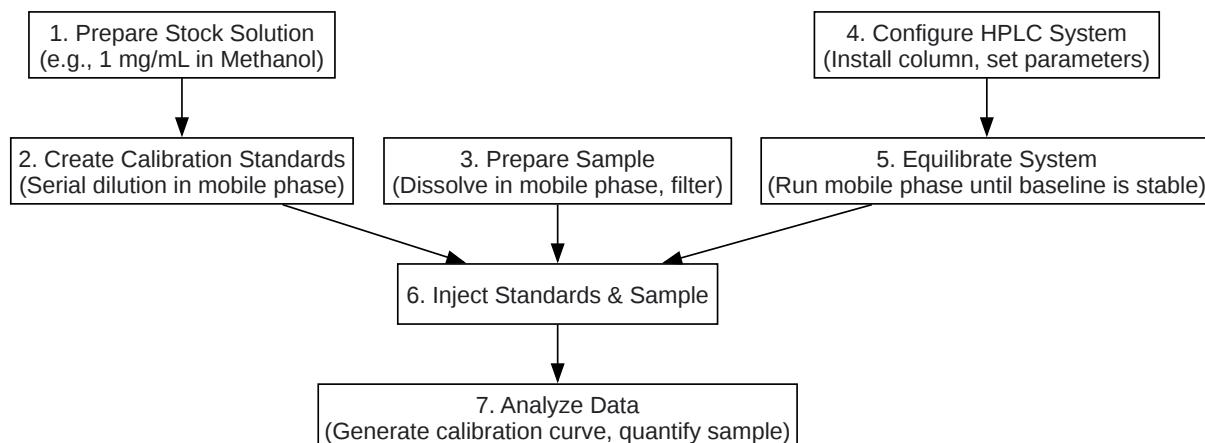 1. Prepare Stock Solution
(e.g., 1 mg/mL in Methanol)
4. Configure HPLC System
(Install column, set parameters)
2. Create Calibration Standards
(Serial dilution in mobile phase)
3. Prepare Sample
(Dissolve in mobile phase, filter)
5. Equilibrate System
(Run mobile phase until baseline is stable)
6. Inject Standards & Sample
7. Analyze Data
(Generate calibration curve, quantify sample)